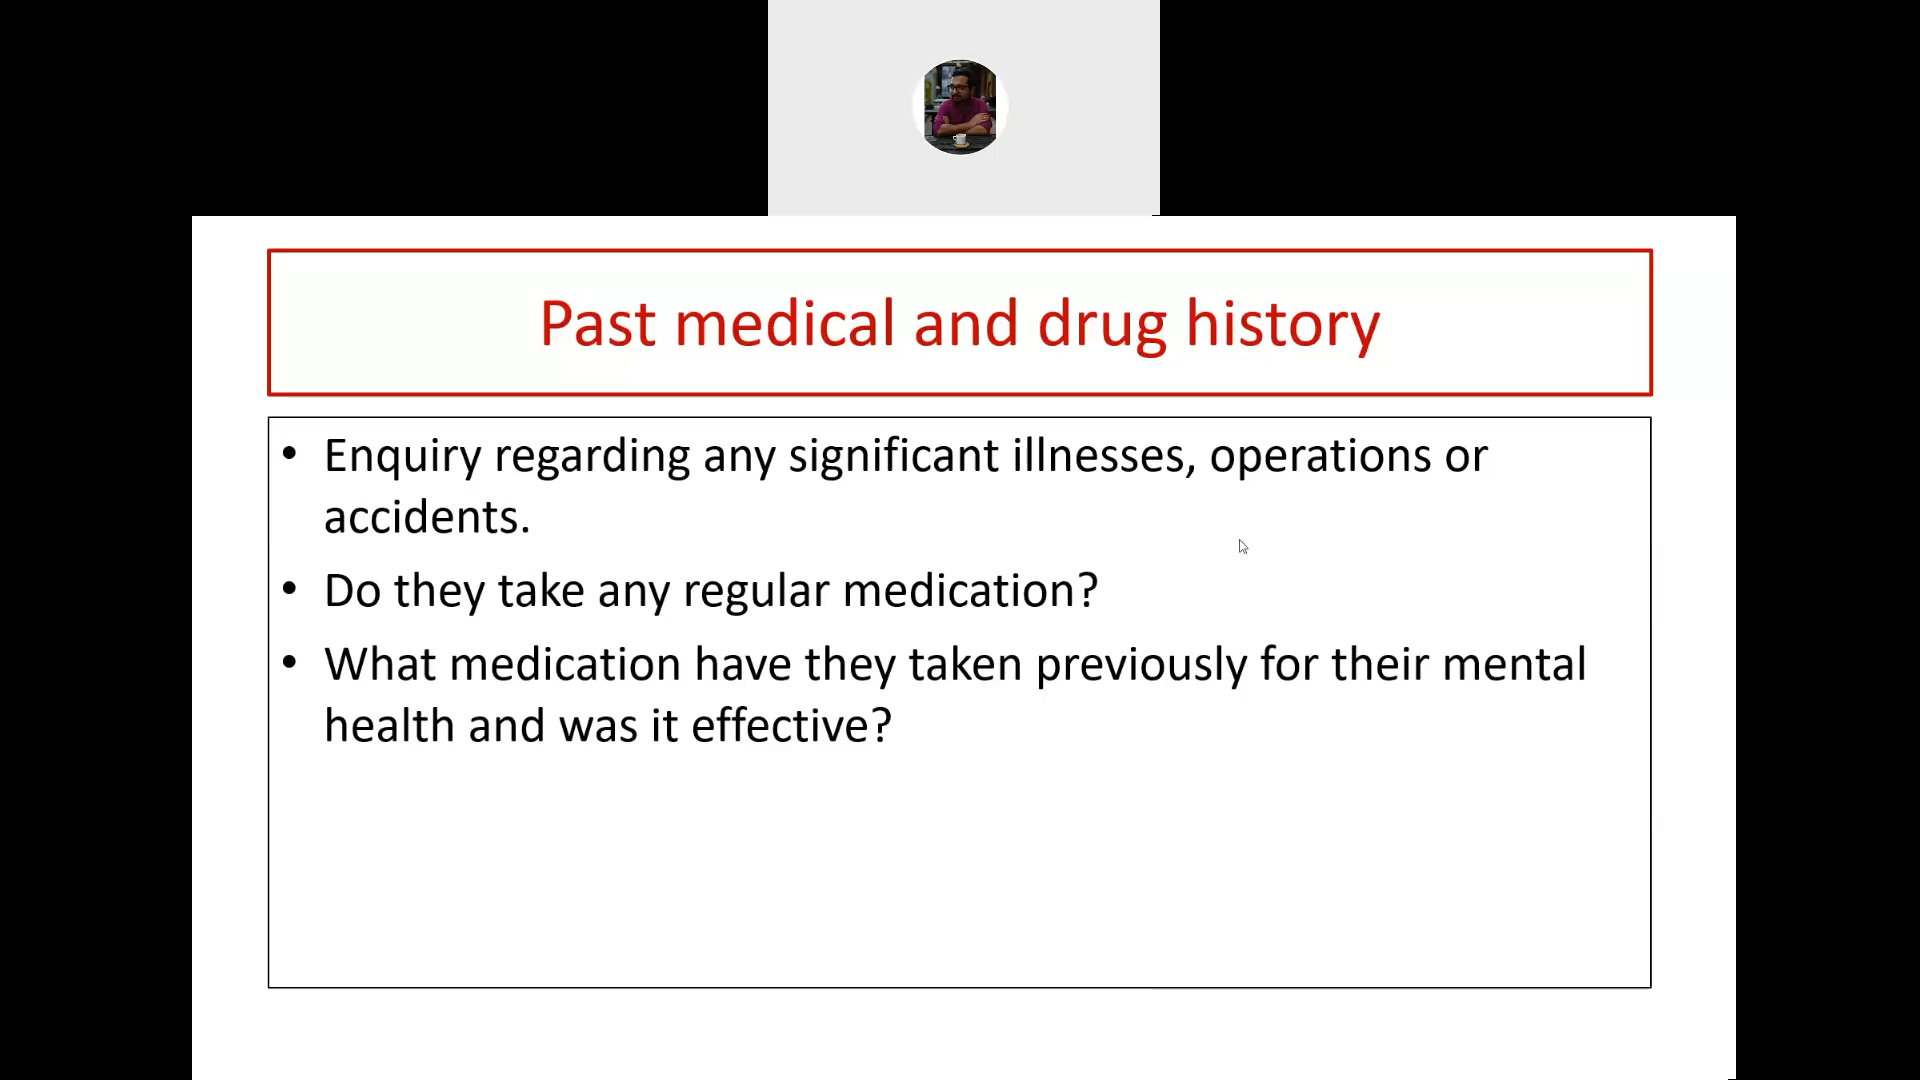 Past medical and drug history
• Enquiry regarding any significant illnesses, operations or
accidents.
• Do they take any regular medication?
• What medication have they taken previously for their mental
health and was it effective?